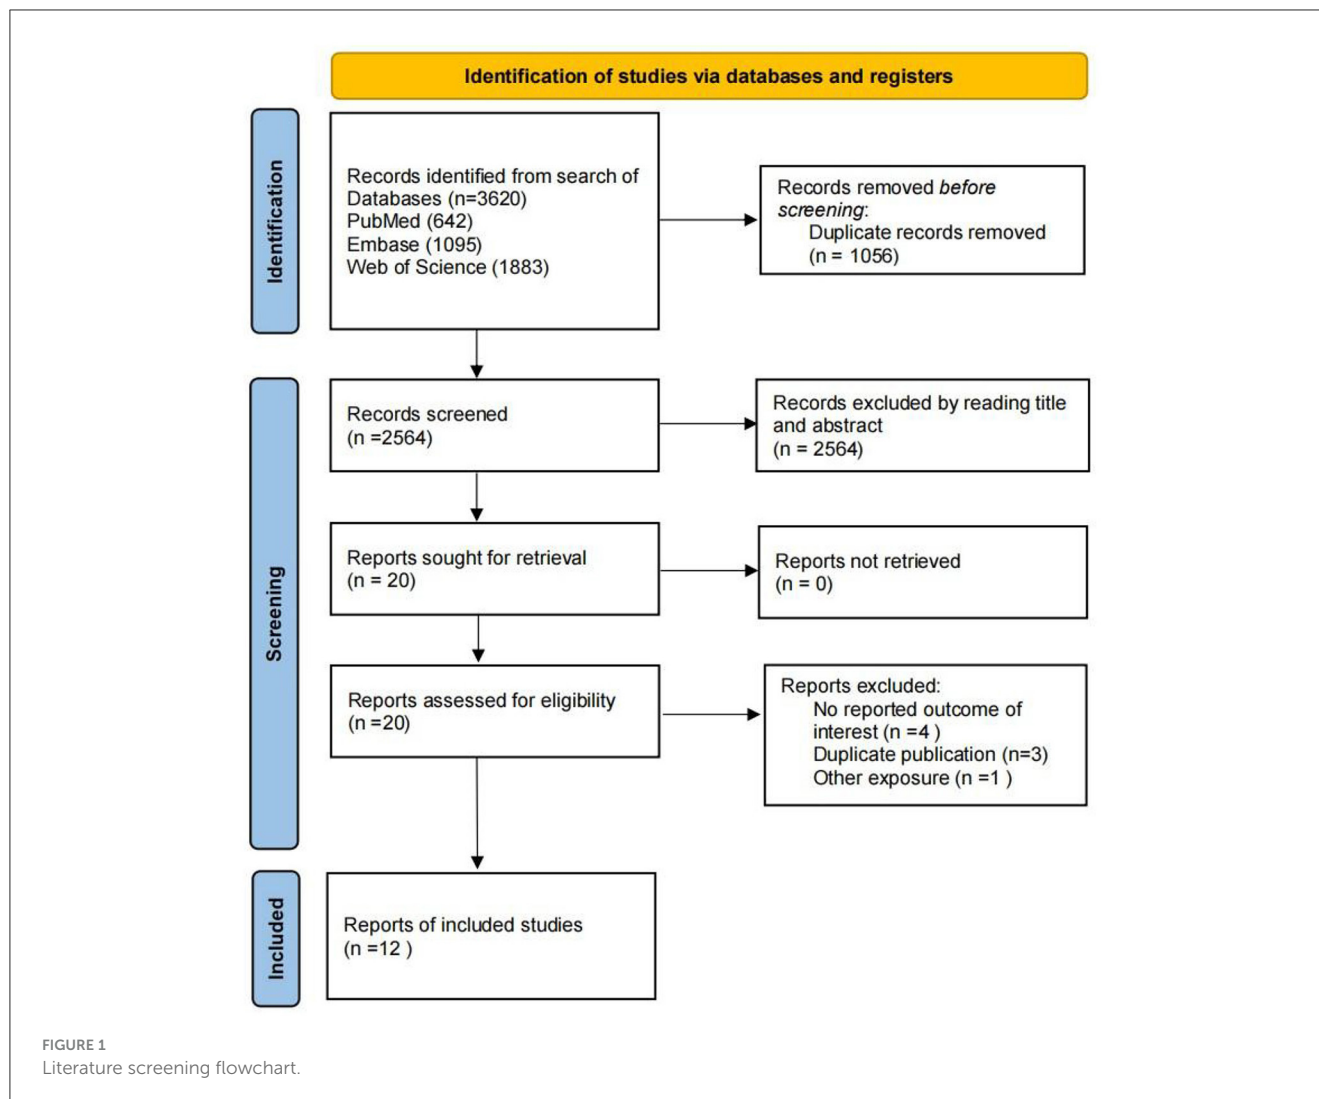 Identification of studies via databases and registers
Identification
Records identified from search of
Databases (n=3620)
PubMed (642)
Embase (1095)
Web of Science (1883)
Records removed before
screening:
Duplicate records removed
(n = 1056)
Screening
Records screened
(n =2564)
Records excluded by reading title
and abstract
(n = 2564)
Reports sought for retrieval
(n = 20)
Reports not retrieved
(n = 0)
Reports assessed for eligibility
(n =20)
Reports excluded:
No reported outcome of
interest (n =4 )
Duplicate publication (n=3)
Other exposure (n =1 )
Included
Reports of included studies
(n =12 )
FIGURE 1
Literature screening flowchart.